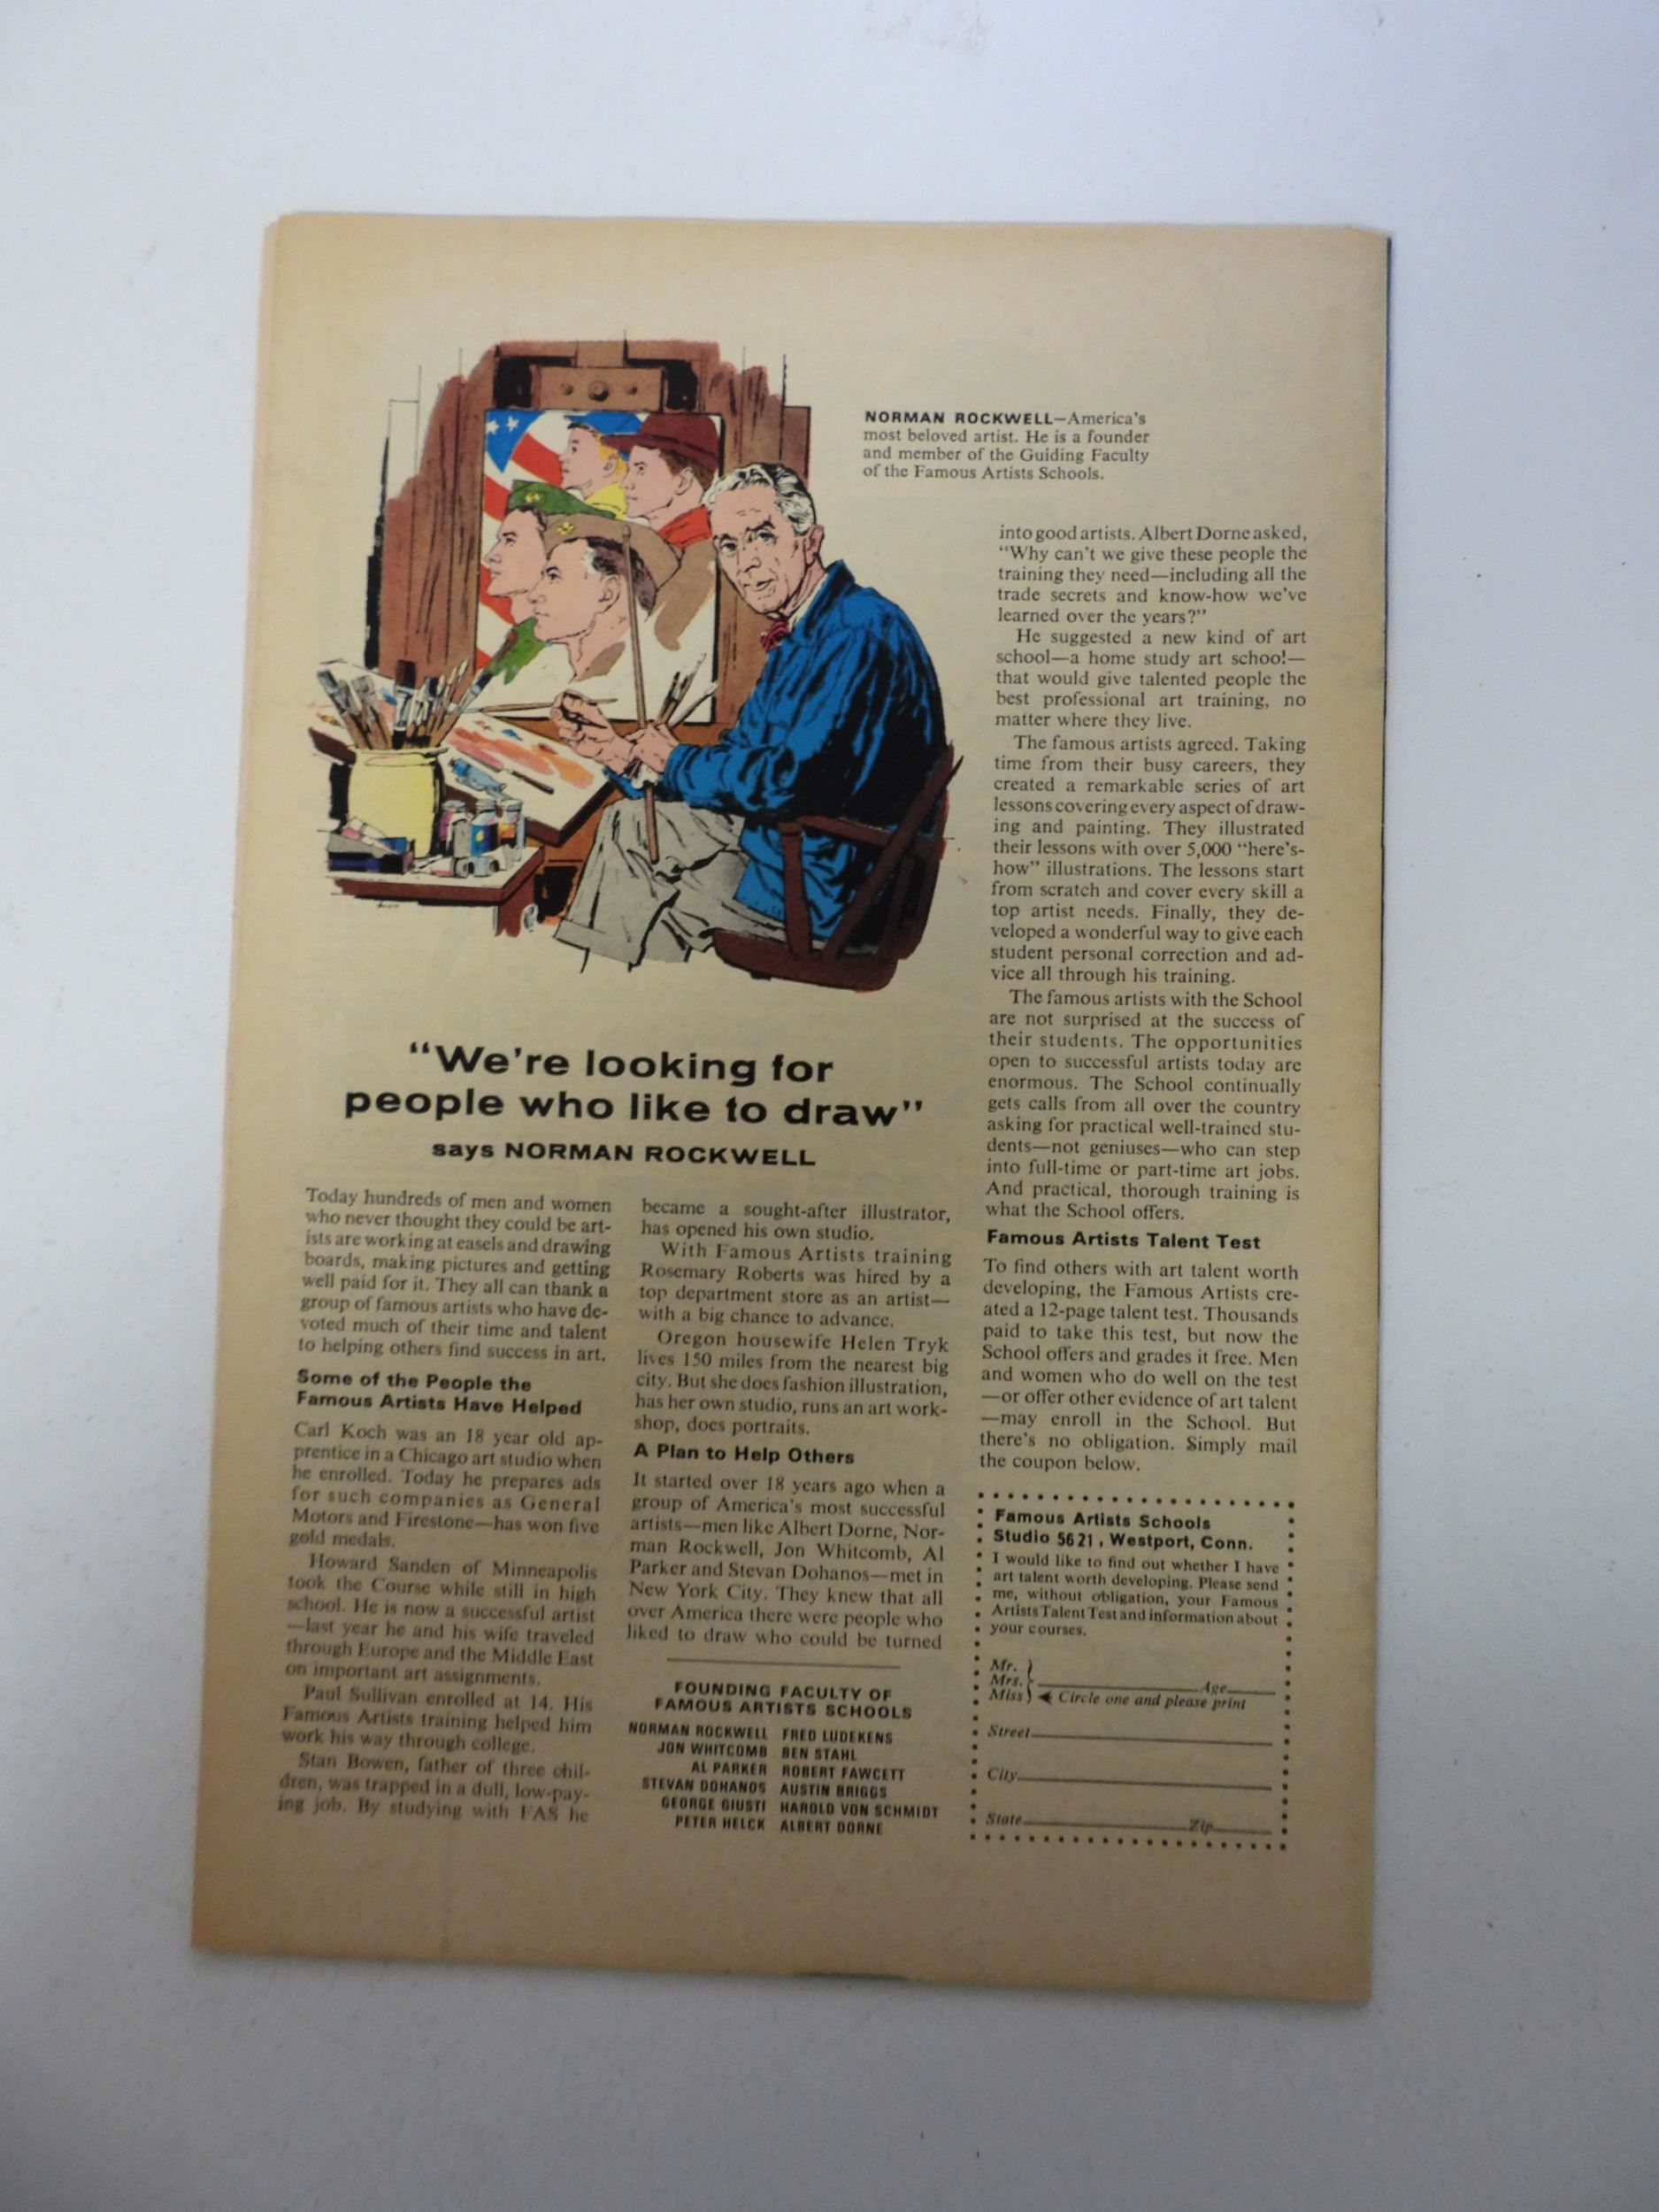 NORMAN ROCKWELL—America's
most beloved artist. He is a founder
and member of the Guiding Faculty
of the Famous Artists Schools.
"We're looking for
people who like to draw"
says NORMAN ROCKWELL
Today hundreds of men and women
who never thought they could be art-
ists are working at easels and drawing
boards, making pictures and getting
well paid for it. They all can thank a
group of famous artists who have de-
voted much of their time and talent
to helping others find success in art.
Some of the People the
Famous Artists Have Helped
Carl Koch was an 18 year old ap-
prentice in a Chicago art studio when
he enrolled. Today he prepares ads
for such companies as General
Motors and Firestone—has won five
gold medals.
Howard Sanden of Minneapolis
took the Course while still in high
school. He is now a successful artist
—last year he and his wife traveled
through Europe and the Middle East
on important art assignments.
Paul Sullivan enrolled at 14. His
Famous Artists training helped him
work his way through college.
Stan Bowen, father of three chil-
dren, was trapped in a dull, low-pay-
ing job. By studying with FAS he
became a sought-after illustrator,
has opened his own studio.
With Famous Artists training
Rosemary Roberts was hired by a
top department store as an artist—
with a big chance to advance.
Oregon housewife Helen Tryk
lives 150 miles from the nearest big
city. But she does fashion illustration,
has her own studio, runs an art work-
shop, does portraits.
A Plan to Help Others
It started over 18 years ago when a
group of America's most successful
artists—men like Albert Dorne, Nor-
man Rockwell, Jon Whitcomb, Al
Parker and Stevan Dohanos—met in
New York City. They knew that all
over America there were people who
liked to draw who could be turned
FOUNDING FACULTY OF
FAMOUS ARTISTS SCHOOLS
NORMAN ROCKWELL FRED LUDEKENS
JON WHITCOMB BEN STAHL
AL PARKER ROBERT FAWCETT
STEVAN DOHANOS AUSTIN BRIGGS
GEORGE GIUSTI HAROLD VON SCHMIDT
PETER HELCK ALBERT DORNE
into good artists. Albert Dorne asked,
"Why can't we give these people the
training they need—including all the
trade secrets and know-how we've
learned over the years?"
He suggested a new kind of art
school—a home study art school—
that would give talented people the
best professional art training, no
matter where they live.
The famous artists agreed. Taking
time from their busy careers, they
created a remarkable series of art
lessons covering every aspect of draw-
ing and painting. They illustrated
their lessons with over 5,000 "here's-
how" illustrations. The lessons start
from scratch and cover every skill a
top artist needs. Finally, they de-
veloped a wonderful way to give each
student personal correction and ad-
vice all through his training.
The famous artists with the School
are not surprised at the success of
their students. The opportunities
open to successful artists today are
enormous. The School continually
gets calls from all over the country
asking for practical well-trained stu-
dents—not geniuses—who can step
into full-time or part-time art jobs.
And practical, thorough training is
what the School offers.
Famous Artists Talent Test
To find others with art talent worth
developing, the Famous Artists cre-
ated a 12-page talent test. Thousands
paid to take this test, but now the
School offers and grades it free. Men
and women who do well on the test
—or offer other evidence of art talent
—may enroll in the School. But
there's no obligation. Simply mail
the coupon below.
Famous Artists Schools
Studio 5621, Westport, Conn.
I would like to find out whether I have
art talent worth developing. Please send
me, without obligation, your Famous
Artists Talent Test and information about
your courses.
Mr.
Mrs. Age
Miss Circle one and please print
Street
City
State Zip